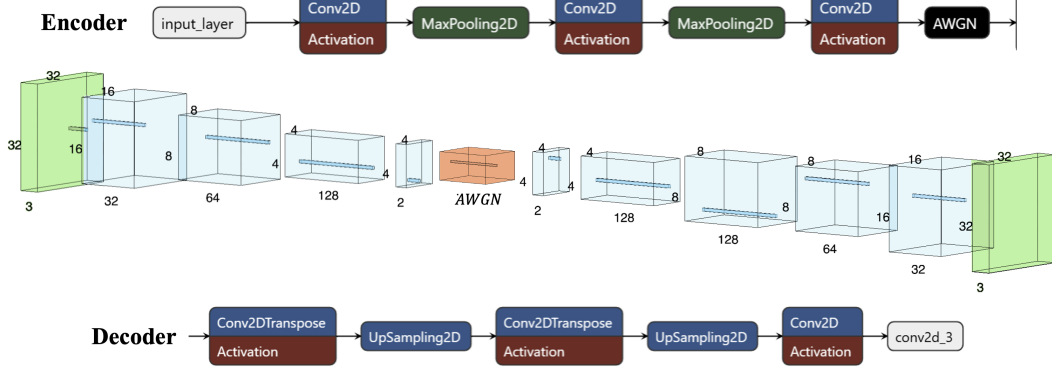 Encoder
input_layer
Conv2D
Activation
MaxPooling2D
Conv2D
Activation
MaxPooling2D
Conv2D
Activation
AWGN
32
32
3
16
16
32
8
8
64
4
4
128
4
4
2
AWGN
4
4
4
2
4
8
128
8
8
128
8
16
64
16
32
32
32
3
Decoder
Conv2DTranspose
Activation
UpSampling2D
Conv2DTranspose
Activation
UpSampling2D
Conv2D
Activation
conv2d_3